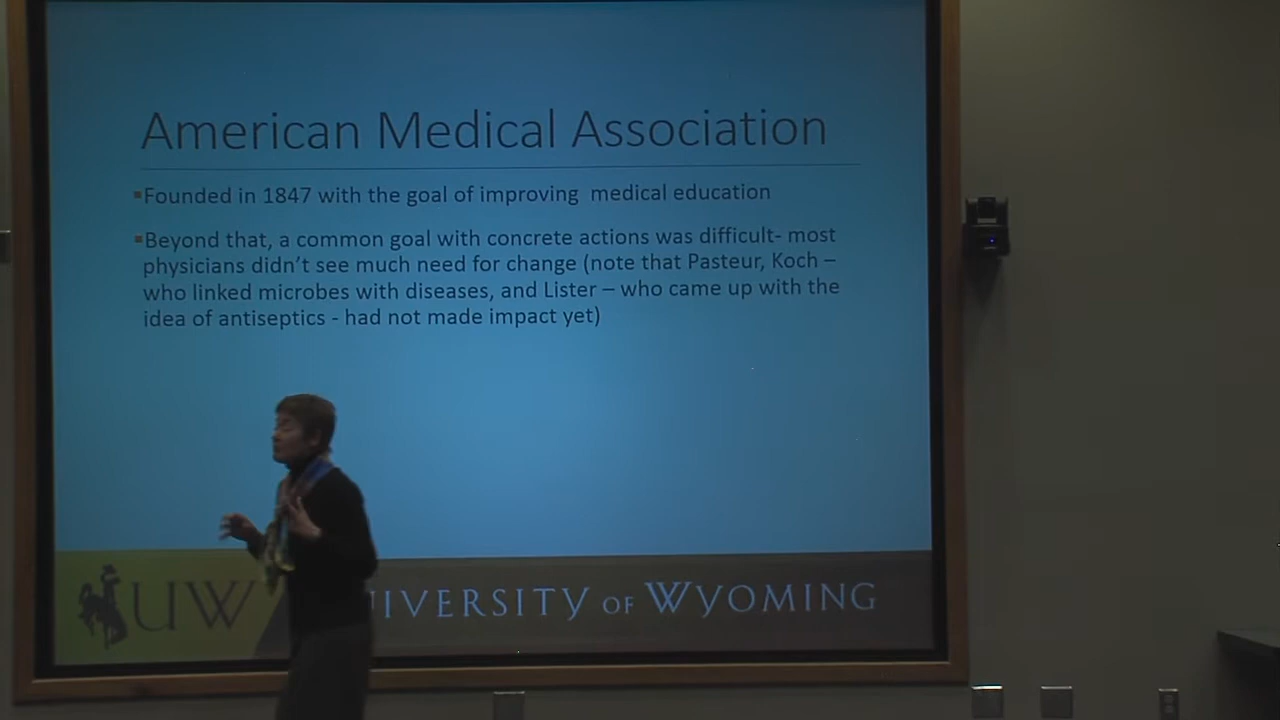 American Medical Association
▪Founded in 1847 with the goal of improving  medical education
▪Beyond that, a common goal with concrete actions was difficult- most
physicians didn't see much need for change (note that Pasteur, Koch –
who linked microbes with diseases, and Lister – who came up with the
idea of antiseptics - had not made impact yet)
UW IVERSITY OF WYOMING